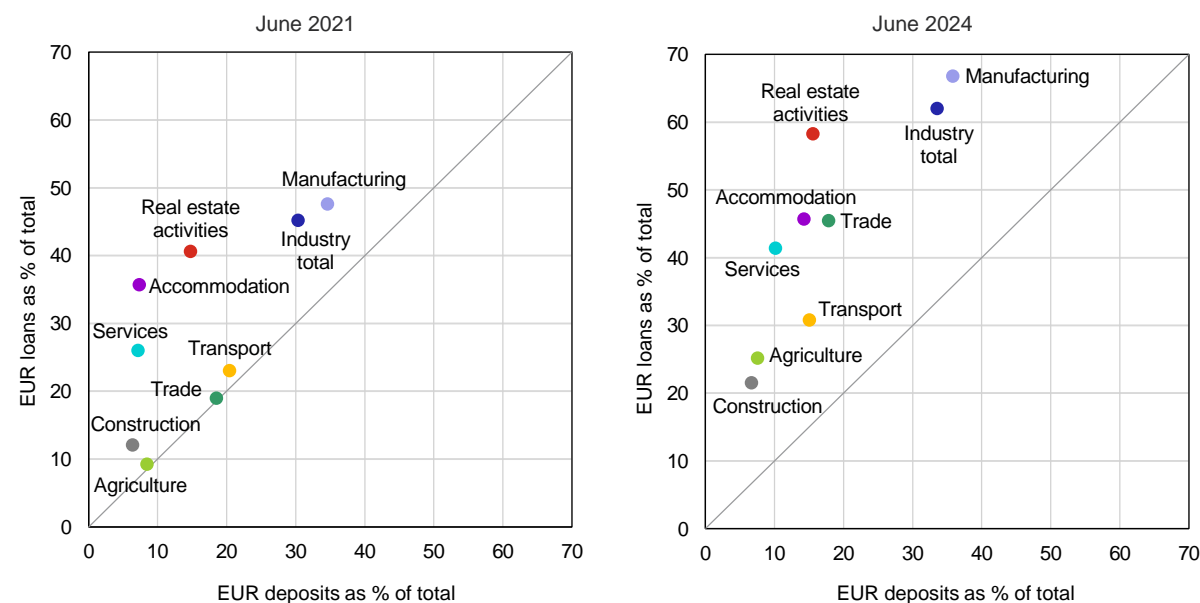 June 2021
70
60
50
40
30
20
10
0
EUR loans as % of total
Manufacturing
Real estate
activities
Industry
total
Accommodation
Services
Transport
Trade
Construction
Agriculture
0 10 20 30 40 50 60 70
EUR deposits as % of total
June 2024
70
60
50
40
30
20
10
0
EUR loans as % of total
Manufacturing
Real estate
activities
Industry
total
Accommodation
Trade
Services
Transport
Agriculture
Construction
0 10 20 30 40 50 60 70
EUR deposits as % of total